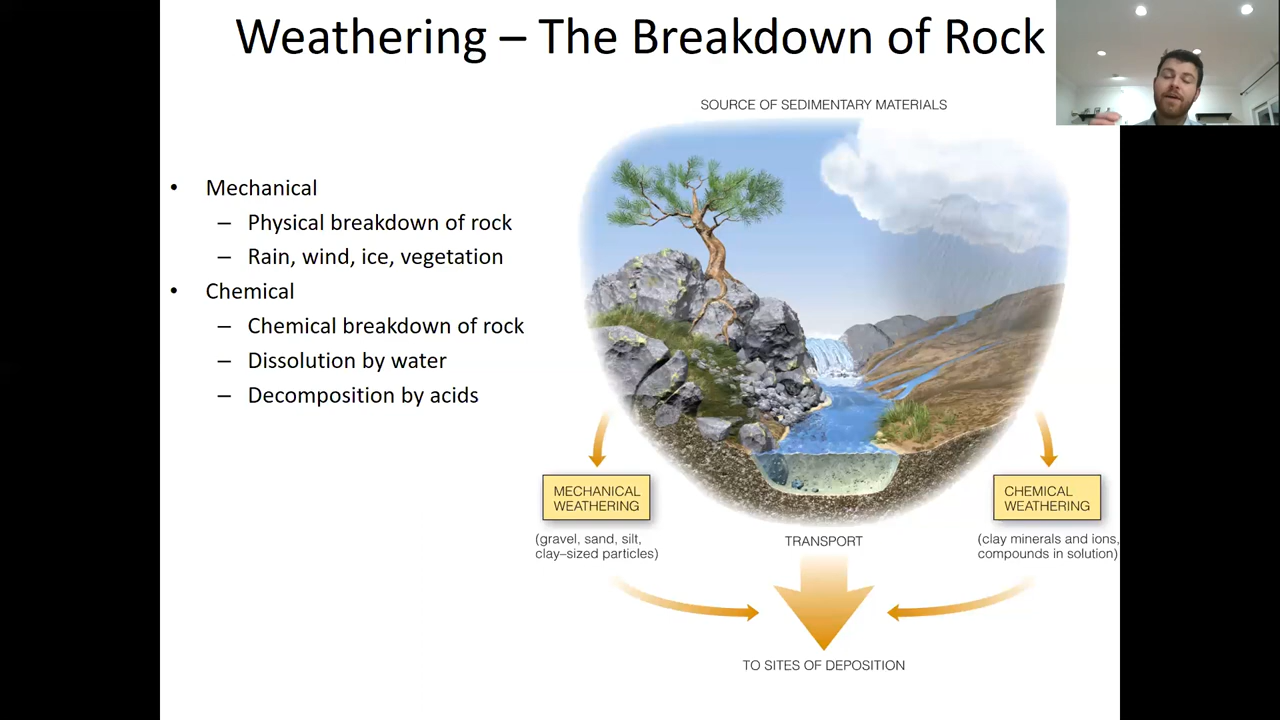 Weathering – The Breakdown of Rock
• Mechanical
– Physical breakdown of rock
– Rain, wind, ice, vegetation
• Chemical
– Chemical breakdown of rock
– Dissolution by water
– Decomposition by acids
SOURCE OF SEDIMENTARY MATERIALS
MECHANICAL
WEATHERING
(gravel, sand, silt,
clay–sized particles)
CHEMICAL
WEATHERING
(clay minerals and ions,
compounds in solution)
TRANSPORT
TO SITES OF DEPOSITION